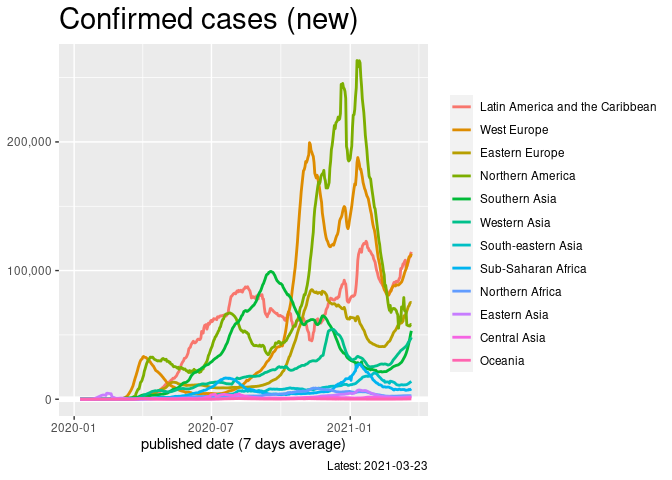 Confirmed cases (new)
200,000
100,000
0
2020-01
2020-07
2021-01
published date (7 days average)
Latest: 2021-03-23
Latin America and the Caribbean
West Europe
Eastern Europe
Northern America
Southern Asia
Western Asia
South-eastern Asia
Sub-Saharan Africa
Northern Africa
Eastern Asia
Central Asia
Oceania